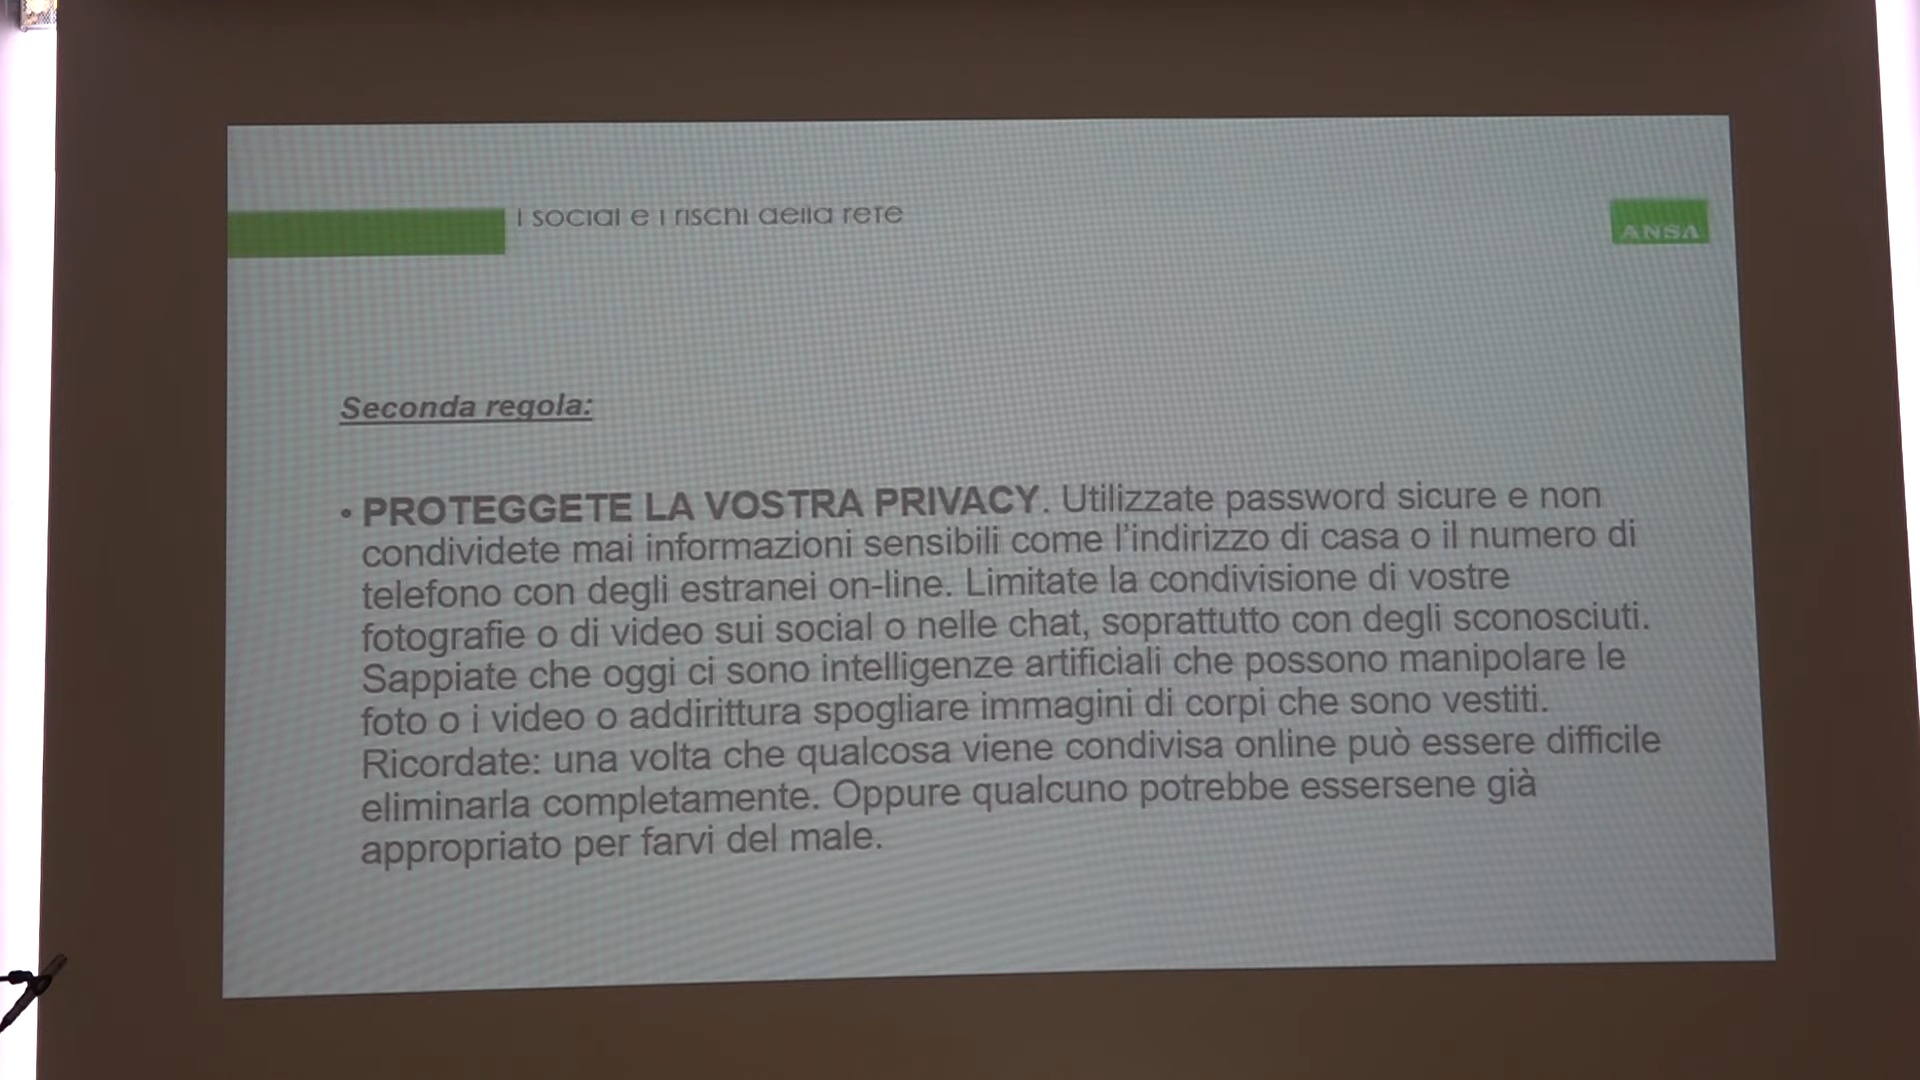 I social e i rischi della rete
ANSA
Seconda regola:
• PROTEGGETE LA VOSTRA PRIVACY. Utilizzate password sicure e non
condividete mai informazioni sensibili come l'indirizzo di casa o il numero di
telefono con degli estranei on-line. Limitate la condivisione di vostre
fotografie o di video sui social o nelle chat, soprattutto con degli sconosciuti.
Sappiate che oggi ci sono intelligenze artificiali che possono manipolare le
foto o i video o addirittura spogliare immagini di corpi che sono vestiti.
Ricordate: una volta che qualcosa viene condivisa online può essere difficile
eliminarla completamente. Oppure qualcuno potrebbe essersene già
appropriato per farvi del male.